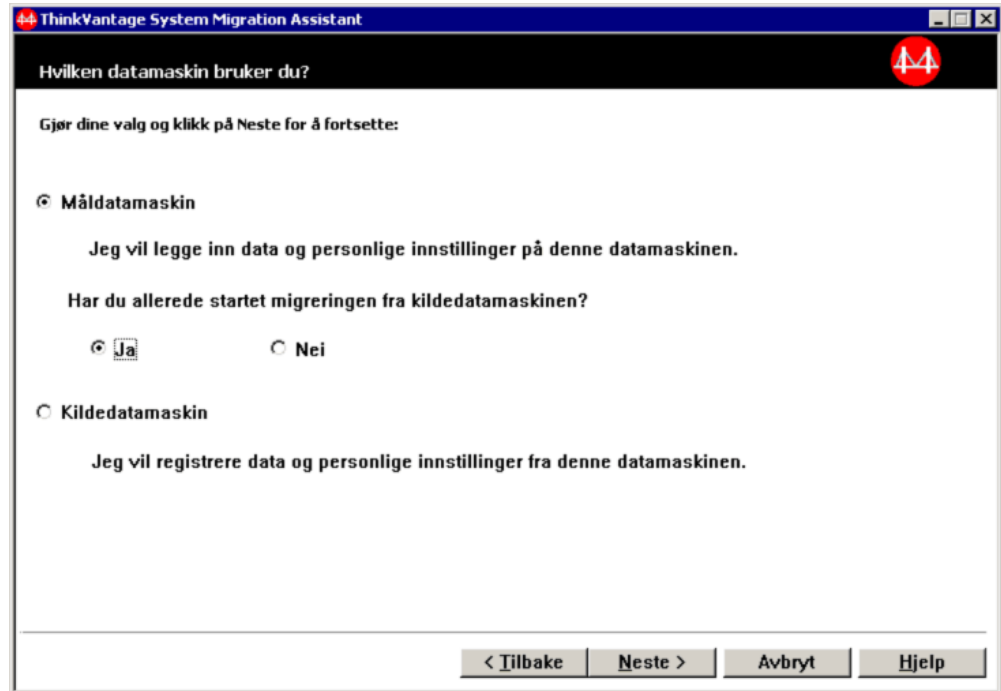 ThinkVantage System Migration Assistant
Hvilken datamaskin bruker du?
Gjør dine valg og klikk på Neste for å fortsette:
Måldatamaskin
Jeg vil legge inn data og personlige innstillinger på denne datamaskinen.
Har du allerede startet migreringen fra kildedatamaskinen?
Ja Nei
Kildedatamaskin
Jeg vil registrere data og personlige innstillinger fra denne datamaskinen.
< Tilbake Neste > Avbryt Hjelp